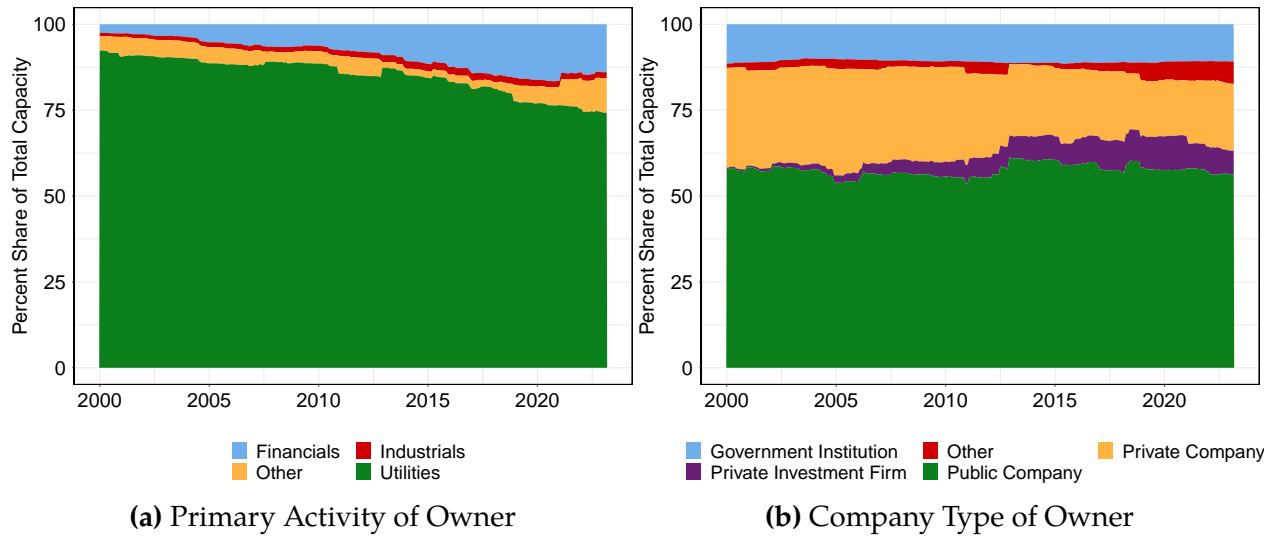 Percent Share of Total Capacity
100
75
50
25
0
2000 2005 2010 2015 2020
Financials Industrials
Other Utilities
(a) Primary Activity of Owner
Percent Share of Total Capacity
100
75
50
25
0
2000 2005 2010 2015 2020
Government Institution Other Private Company
Private Investment Firm Public Company
(b) Company Type of Owner